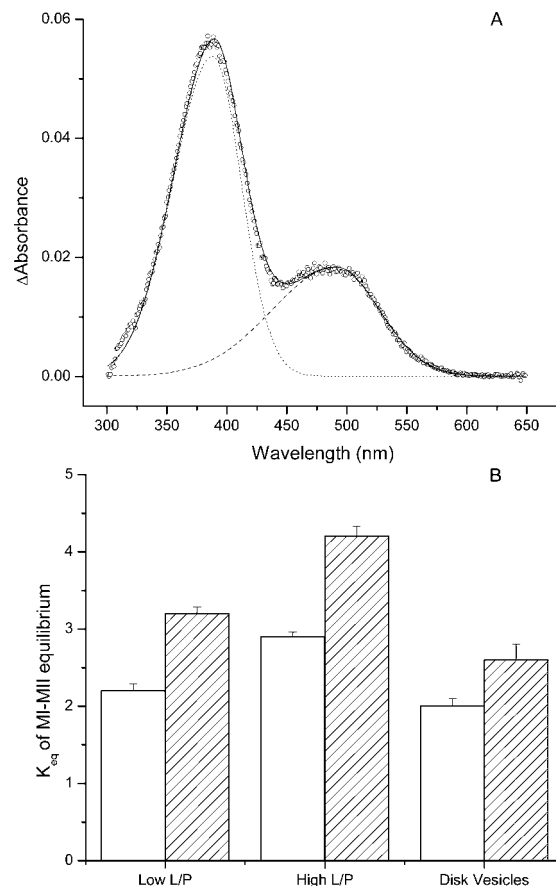 A
0.06
0.04
0.02
0.00
ΔAbsorbance
300 350 400 450 500 550 600 650
Wavelength (nm)
B
5
4
3
2
1
0
Keq of MI-MII equilibrium
Low L/P High L/P Disk Vesicles